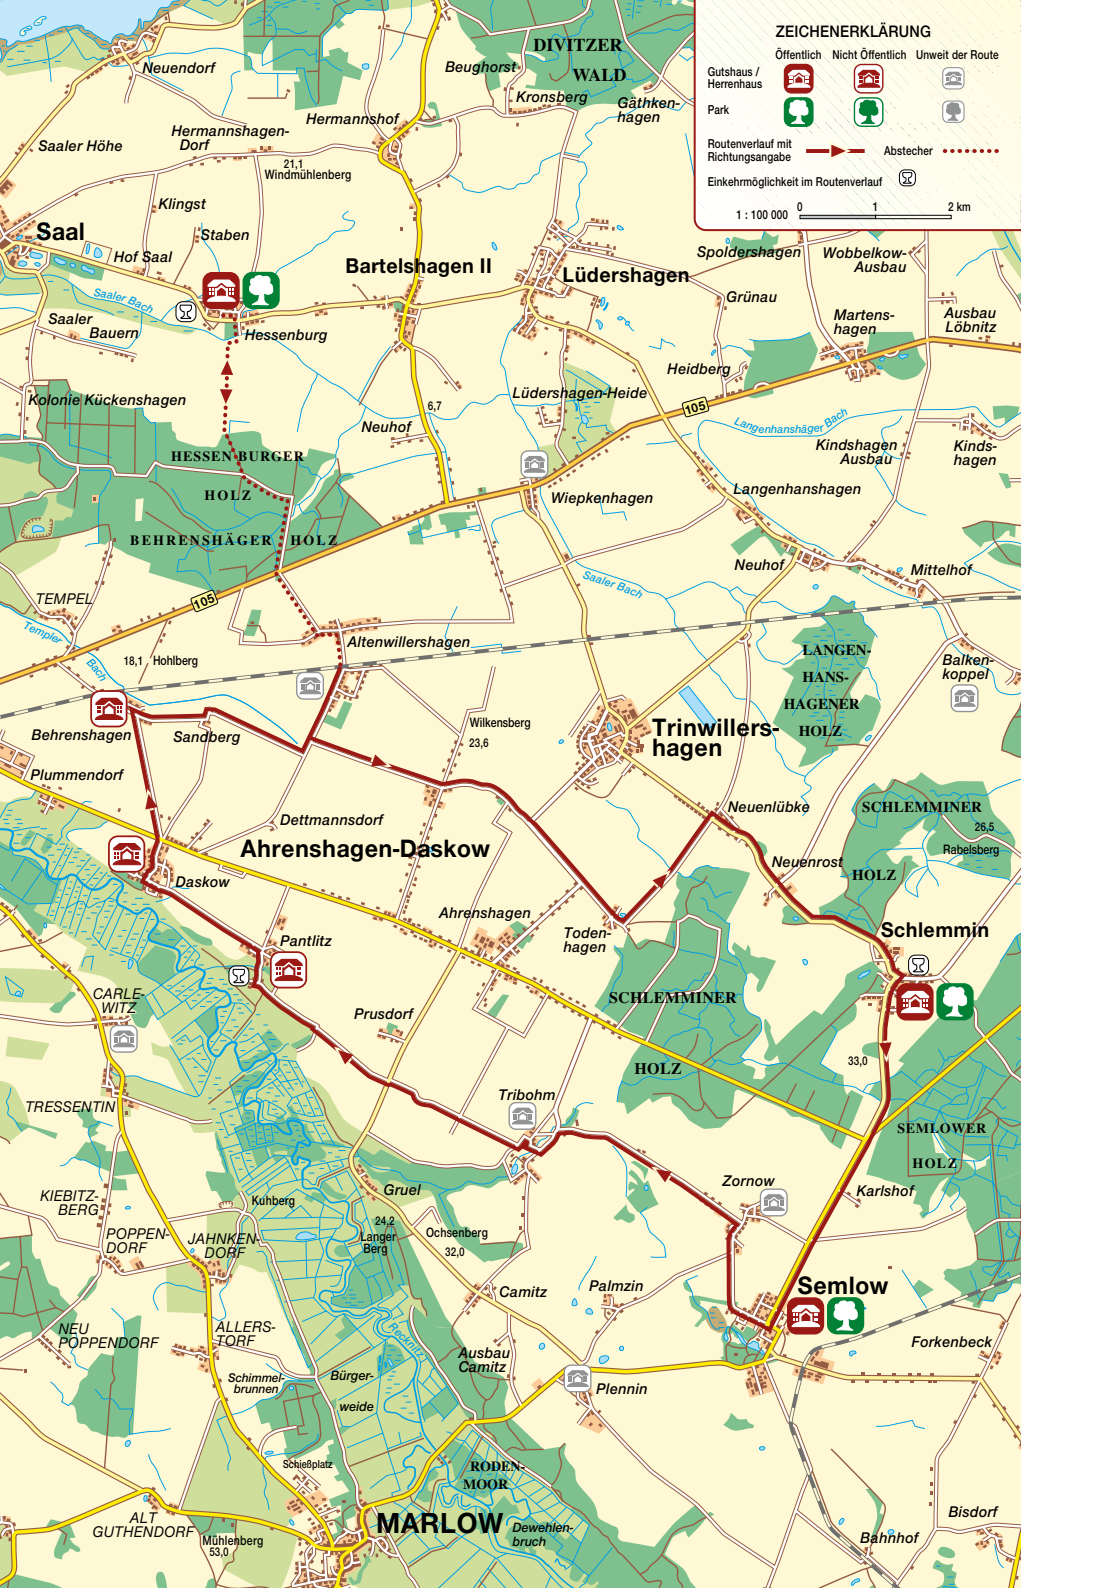 ZEICHENERKLÄRUNG
Öffentlich Nicht Öffentlich Unweit der Route
Gutshaus /
Herrenhaus
Park
Routenverlauf mit
Richtungsangabe
Abstecher
Einkehrmöglichkeit im Routenverlauf
1 : 100 000
0 1 2 km
DIVITZER
WALD
Neuendorf
Beughorst
Kronsberg
Gäthken-
hagen
Hermannshof
Hermannshagen-
Dorf
Saaler Höhe
21,1
Windmühlenberg
Klingst
Saal
Staben
Hof Saal
Bartelshagen II
Lüdershagen
Spoldershagen
Wobbelkow-
Ausbau
Saaler Bach
Grünau
Saaler
Bauern
Hessenburg
Martens-
hagen
Ausbau
Löbnitz
Heidberg
Kolonie Kückenshagen
Lüdershagen-Heide
6,7
105
Neuhof
Langenhanshäger Bach
Kindshagen
Ausbau
Kinds-
hagen
HESSENBURGER
HOLZ
Wiepkenhagen
Langenhanshagen
BEHRENSHÄGER HOLZ
Neuhof
Mittelhof
Saaler Bach
TEMPEL
105
Templer
Bach
Altenwillershagen
18,1 Hohlberg
LANGEN-
HANS-
HAGENER
HOLZ
Balken-
koppel
Behrenshagen
Sandberg
Wilkensberg
23,6
Trinwillers-
hagen
Plummendorf
Neuenlübke
SCHLEMMINER
26,5
Rabelsberg
HOLZ
Dettmannsdorf
Ahrenshagen-Daskow
Neuenrost
Daskow
Ahrenshagen
Toden-
hagen
Schlemmin
Pantlitz
CARLE-
WITZ
Prusdorf
SCHLEMMINER
HOLZ
33,0
TRESSENTIN
Tribohm
SEMLOWER
HOLZ
Zornow
Karlshof
KIEBITZ-
BERG
Kuhberg
Gruel
24,2
Langer
Berg
Ochsenberg
32,0
POPPEN-
DORF
JAHNKEN-
DORF
Camitz
Palmzin
Semlow
NEU
POPPENDORF
ALLERS-
TORF
Recknitz
Forkenbeck
Ausbau
Camitz
Schimmel-
brunnen
Bürger-
weide
Plennin
Schießplatz
RODEN-
MOOR
ALT
GUTHENDORF
MARLOW
Dewehlen-
bruch
Mühlenberg
53,0
Bisdorf
Bahnhof